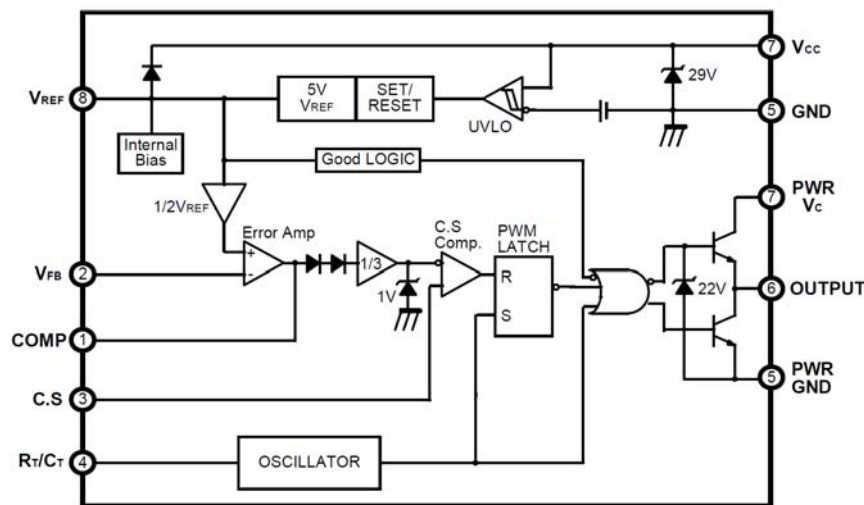 7 VCC
29V
VREF 8
5V
VREF
SET/
RESET
UVLO
5 GND
Internal
Bias
Good LOGIC
1/2VREF
7 PWR
VC
Error Amp
+
-
1/3
C.S
Comp.
PWM
LATCH
R
S
VFB 2
1V
22V
6 OUTPUT
COMP 1
5 PWR
GND
C.S 3
RT/CT 4
OSCILLATOR